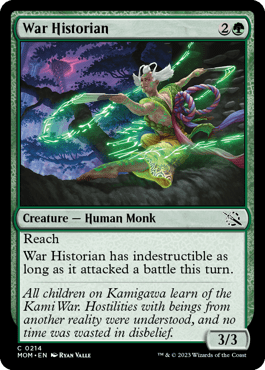 War Historian 2
Creature — Human Monk
Reach
War Historian has indestructible as
long as it attacked a battle this turn.
All children on Kamigawa learn of the
Kami War. Hostilities with beings from
another reality were understood, and no
time was wasted in disbelief.
3/3
C 0214
MOM • EN Ryan Valle
™ & © 2023 Wizards of the Coast